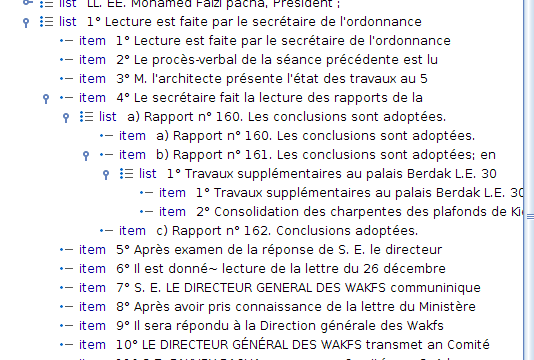 list LL. EE. Mohamed Faïzi pacha, Président ;
list 1° Lecture est faite par le secrétaire de l'ordonnance
item 1° Lecture est faite par le secrétaire de l'ordonnance
item 2° Le procès-verbal de la séance précédente est lu
item 3° M. l'architecte présente l'état des travaux au 5
item 4° Le secrétaire fait la lecture des rapports de la
list a) Rapport n° 160. Les conclusions sont adoptées.
item a) Rapport n° 160. Les conclusions sont adoptées.
item b) Rapport n° 161. Les conclusions sont adoptées; en
list 1° Travaux supplémentaires au palais Berdak L.E. 30
item 1° Travaux supplémentaires au palais Berdak L.E. 30
item 2° Consolidation des charpentes des plafonds de
item c) Rapport n° 162. Conclusions adoptées.
item 5° Après examen de la réponse de S. E. le directeur
item 6° Il est donné~ lecture de la lettre du 26 décembre
item 7° S. E. LE DIRECTEUR GENERAL DES WAKFS communinique
item 8° Après avoir pris connaissance de la lettre du Ministère
item 9° Il sera répondu à la Direction générale des Wakfs
item 10° LE DIRECTEUR GÉNÉRAL DES WAKFS transmet an Comité